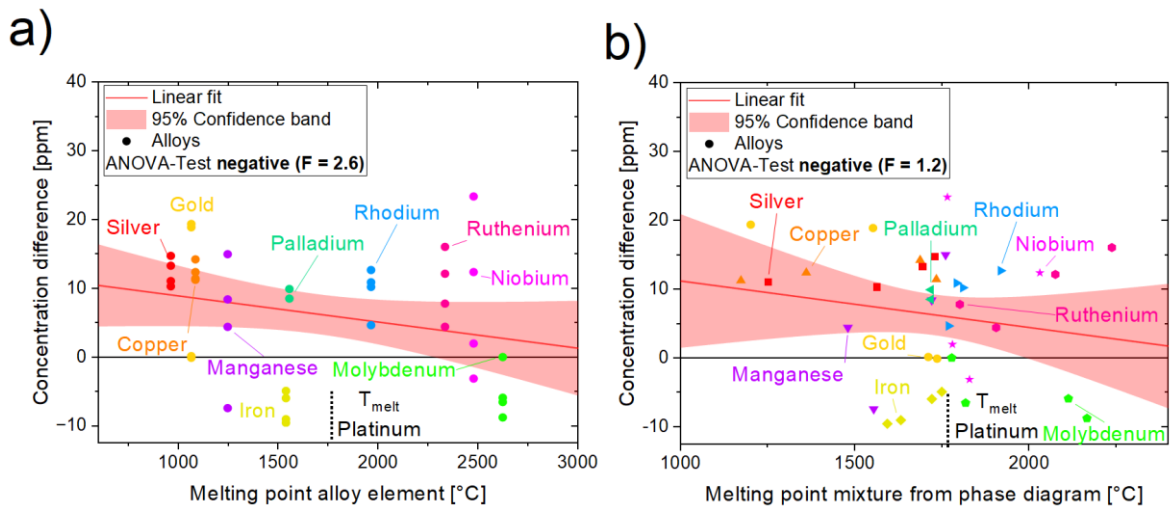 a)
40
30
20
10
0
−10
Concentration difference [ppm]
Linear fit
95% Confidence band
Alloys
ANOVA-Test negative (F = 2.6)
Gold
Silver
Rhodium
Palladium
Ruthenium
Niobium
Copper
Manganese
Molybdenum
Iron
Tmelt
Platinum
1000 1500 2000 2500 3000
Melting point alloy element [°C]
b)
40
30
20
10
0
−10
Concentration difference [ppm]
Linear fit
95% Confidence band
Alloys
ANOVA-Test negative (F = 1.2)
Silver
Rhodium
Palladium
Copper
Niobium
Ruthenium
Gold
Manganese
Iron
Tmelt
Platinum
Molybdenum
1000 1500 2000
Melting point mixture from phase diagram [°C]